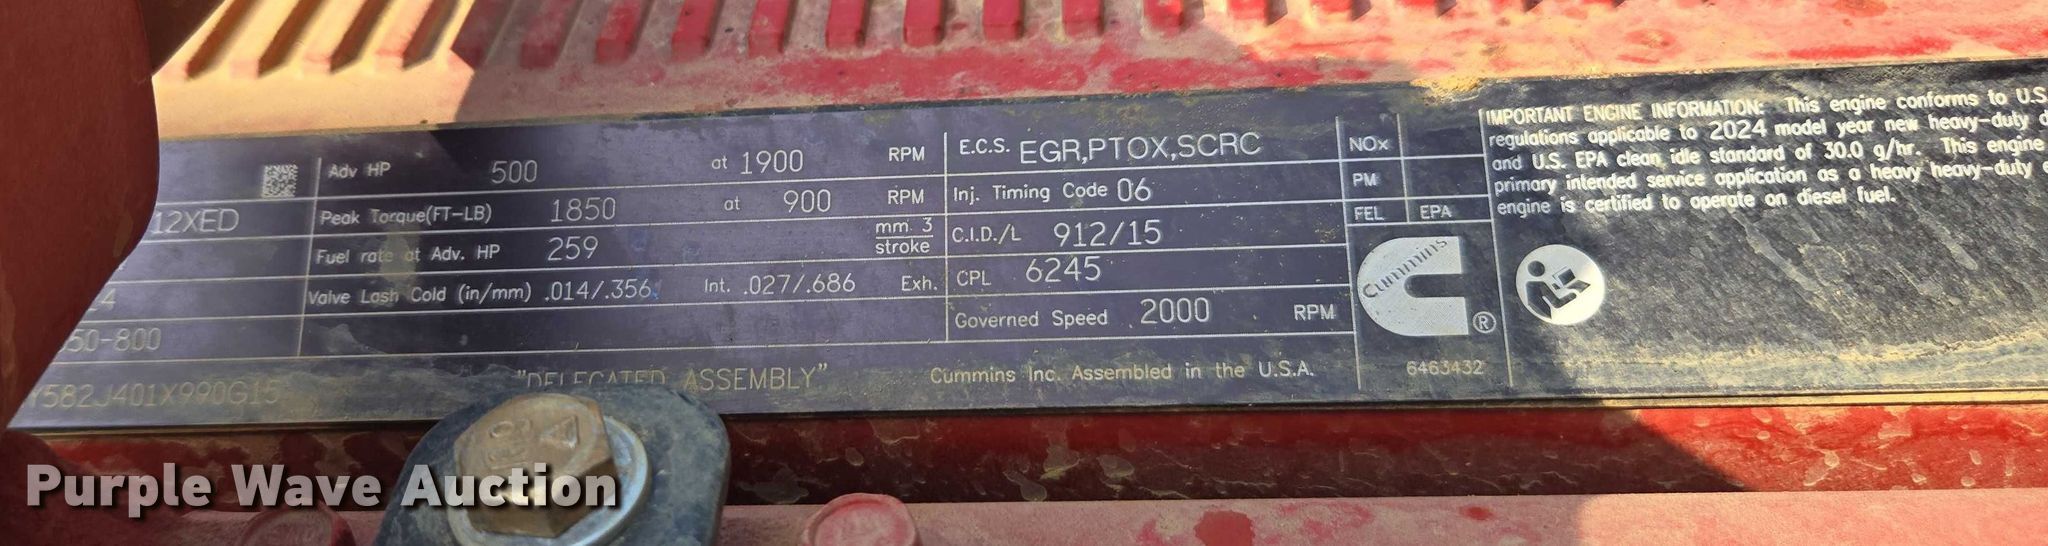 Adv HP 500 at 1900 RPM
12XED
Peak Torque(FT-LB) 1850 at 900 RPM
Fuel rate at Adv. HP 259 mm 3
stroke
Valve Lash Cold (in/mm) .014/.356 Int. .027/.686 Exh.
50-800
582J401X990G15
"DELEGATED ASSEMBLY"
E.C.S. EGR,PTOX,SCRC
Inj. Timing Code 06
C.I.D./L 912/15
CPL 6245
Governed Speed 2000 RPM
Cummins Inc. Assembled in the U.S.A.
NOx
PM
FEL EPA
Cummins
®
6463432
IMPORTANT ENGINE INFORMATION: This engine conforms to U.S.
regulations applicable to 2024 model year new heavy-duty
and U.S. EPA clean idle standard of 30.0 g/hr. This engine
primary intended service application as a heavy heavy-duty
engine is certified to operate on diesel fuel.
Purple Wave Auction